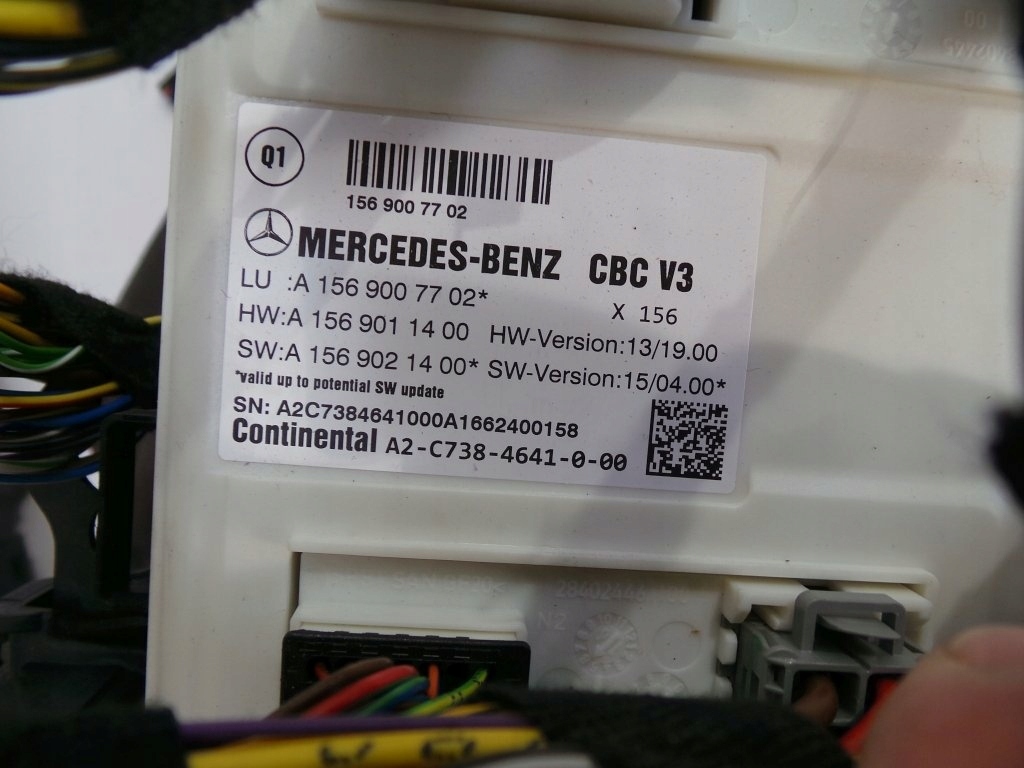 Q1
156 900 77 02
MERCEDES-BENZ CBC V3
LU :A 156 900 77 02*
X 156
HW:A 156 901 14 00 HW-Version:13/19.00
SW:A 156 902 14 00* SW-Version:15/04.00*
*valid up to potential SW update
SN: A2C7384641000A1662400158
Continental A2-C738-4641-0-00